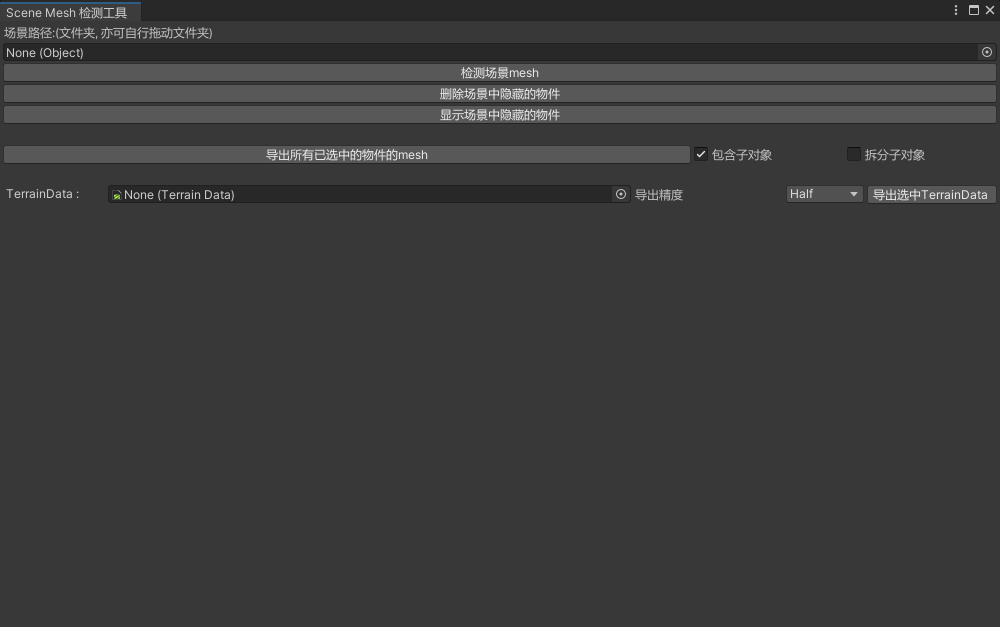 Scene Mesh 检测工具
场景路径:(文件夹, 亦可自行拖动文件夹)
None (Object)
检测场景mesh
删除场景中隐藏的物件
显示场景中隐藏的物件
导出所有已选中的物件的mesh 包含子对象 拆分子对象
TerrainData : None (Terrain Data) 导出精度 Half 导出选中TerrainData